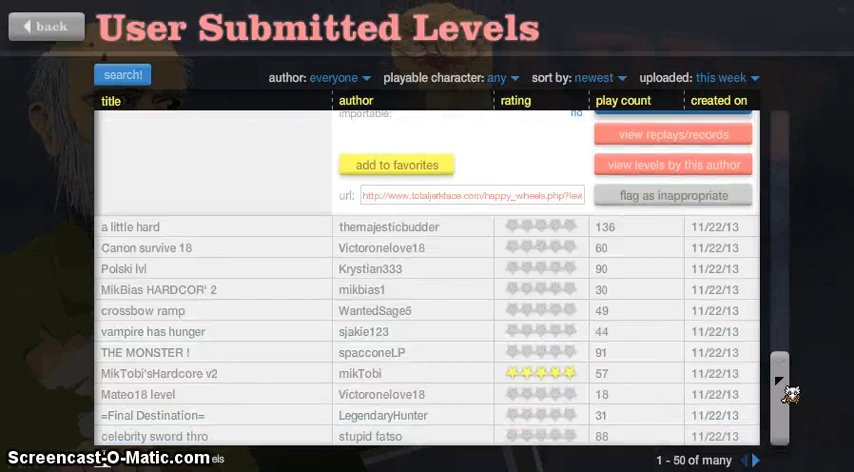 back
User Submitted Levels
search!
author: everyone playable character: any sort by: newest uploaded: this week
title author rating play count created on
importable: no
view replays/records
add to favorites view levels by this author
url: http://www.totaljerkface.com/happy_wheels.php?leve flag as inappropriate
a little hard themajesticbudder 136 11/22/13
Canon survive 18 Victoronelove18 60 11/22/13
Polski lvl Krystian333 90 11/22/13
MikBias HARDCOR' 2 mikbias1 30 11/22/13
crossbow ramp WantedSage5 49 11/22/13
vampire has hunger sjakie123 44 11/22/13
THE MONSTER ! spacconeLP 91 11/22/13
MikTobi'sHardcore v2 mikTobi 57 11/22/13
Mateo18 level Victoronelove18 18 11/22/13
=Final Destination= LegendaryHunter 31 11/22/13
celebrity sword thro stupid fatso 88 11/22/13
Screencast-O-Matic.com els 1 - 50 of many